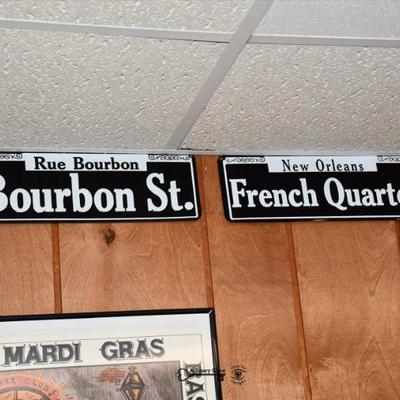 Rue Bourbon
Bourbon St.
New Orleans
French Quarte
MARDI GRAS